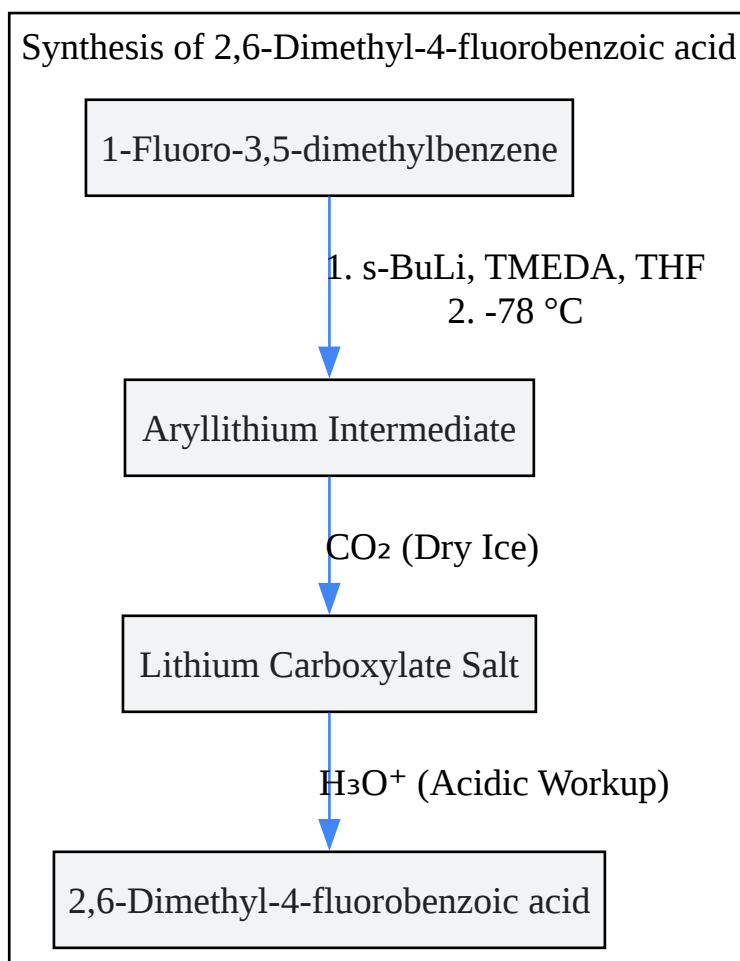 Synthesis of 2,6-Dimethyl-4-fluorobenzoic acid
1-Fluoro-3,5-dimethylbenzene
1. s-BuLi, TMEDA, THF
2. -78 °C
Aryllithium Intermediate
CO₂ (Dry Ice)
Lithium Carboxylate Salt
H₃O⁺ (Acidic Workup)
2,6-Dimethyl-4-fluorobenzoic acid